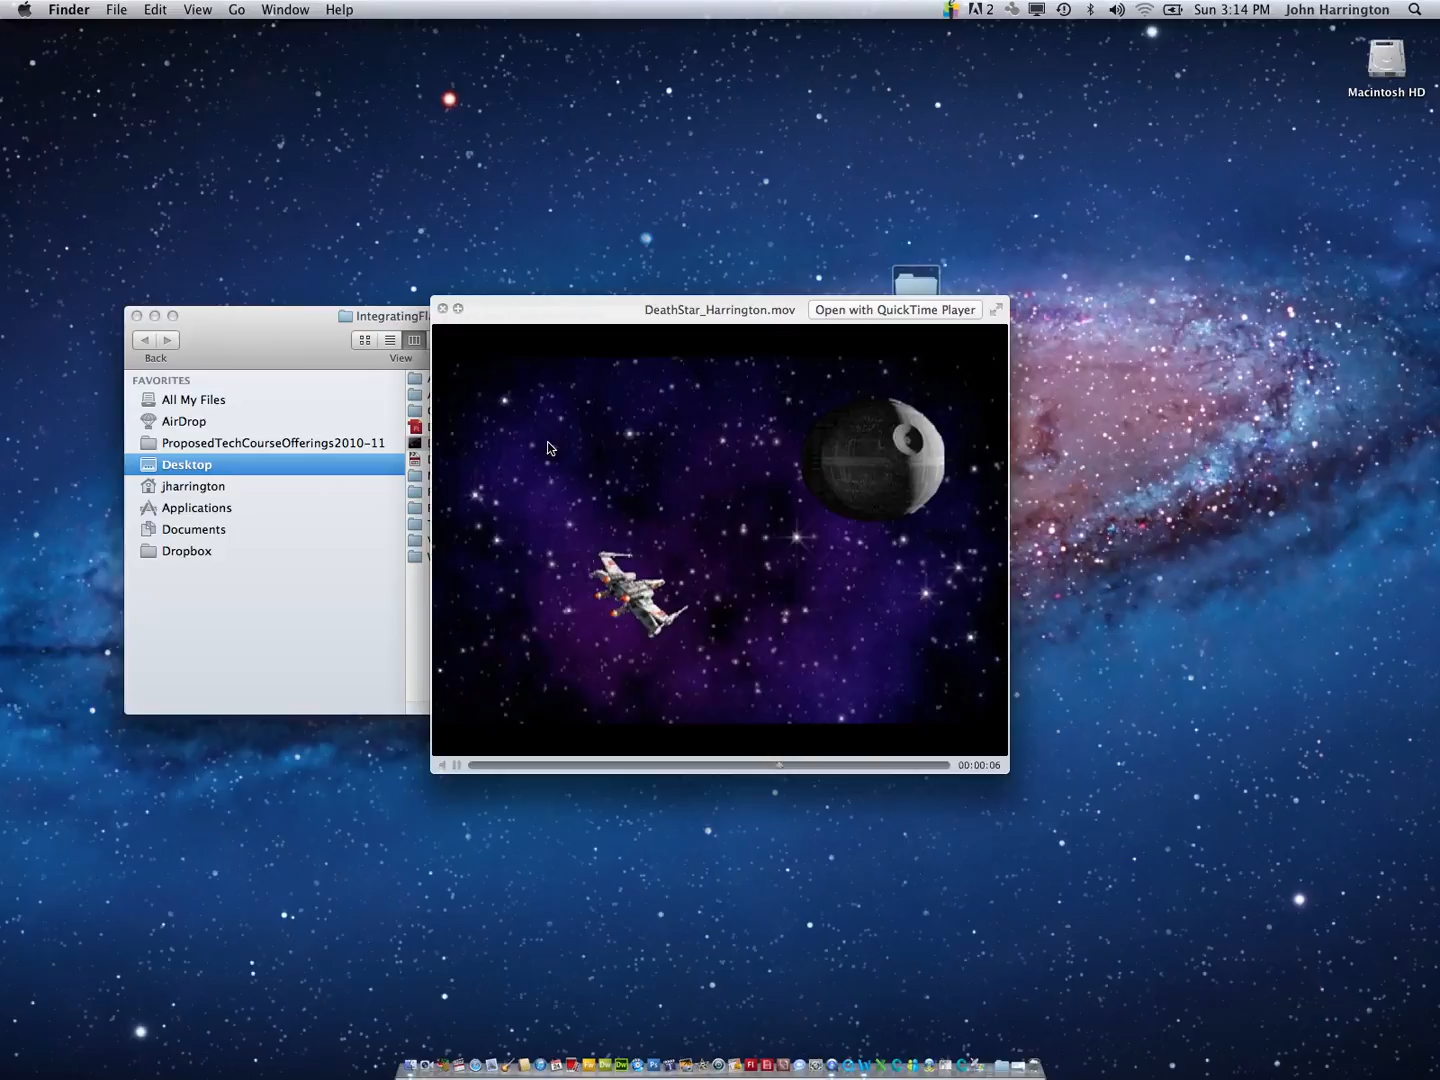 Finder File Edit View Go Window Help
2 Sun 3:14 PM John Harrington
Macintosh HD
DeathStar_Harrington.mov Open with QuickTime Player
IntegratingFl
Back View
FAVORITES
All My Files
AirDrop
ProposedTechCourseOfferings2010-11
Desktop
jharrington
Applications
Documents
Dropbox
00:00:06